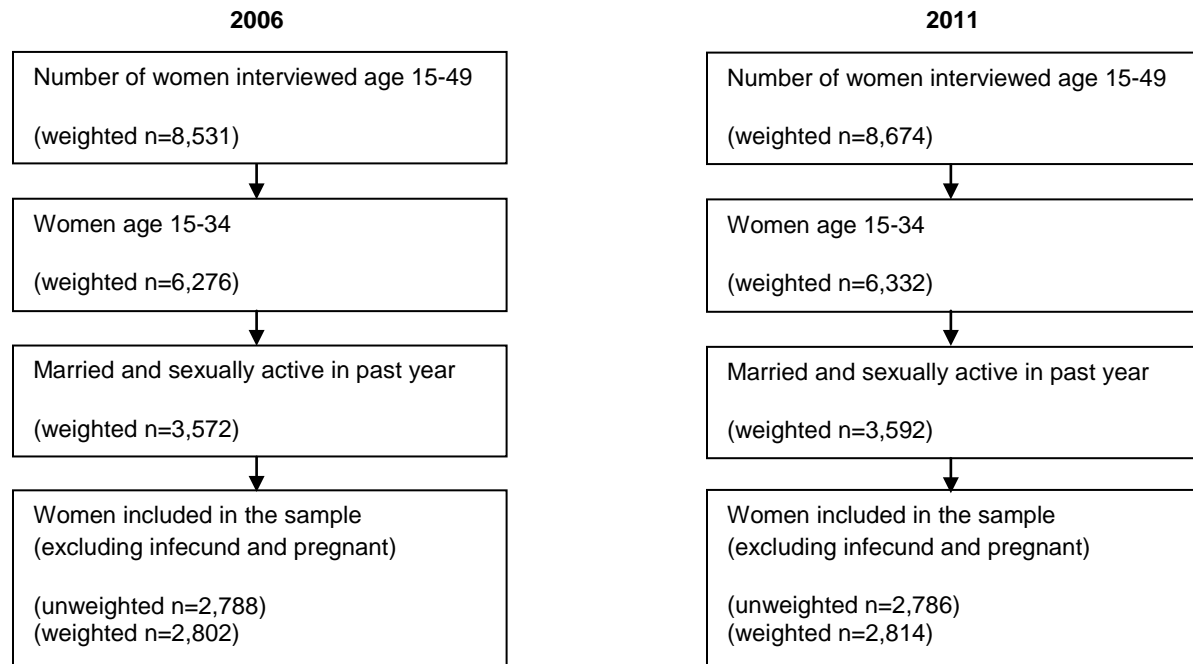 2006
Number of women interviewed age 15-49
(weighted n=8,531)
Women age 15-34
(weighted n=6,276)
Married and sexually active in past year
(weighted n=3,572)
Women included in the sample
(excluding infecund and pregnant)
(unweighted n=2,788)
(weighted n=2,802)
2011
Number of women interviewed age 15-49
(weighted n=8,674)
Women age 15-34
(weighted n=6,332)
Married and sexually active in past year
(weighted n=3,592)
Women included in the sample
(excluding infecund and pregnant)
(unweighted n=2,786)
(weighted n=2,814)